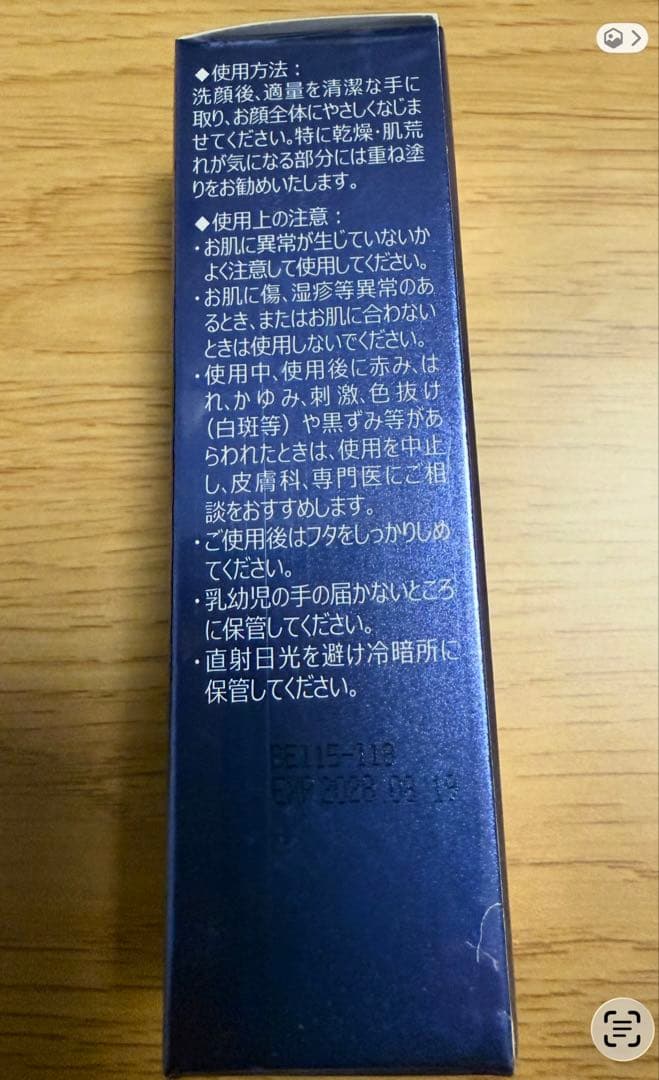 ◆使用方法：
洗顔後、適量を清潔な手に
取り、お顔全体にやさしくなじま
せてください。特に乾燥・肌荒
れが気になる部分には重ね塗
りをお勧めいたします。
◆使用上の注意：
・お肌に異常が生じていないか
よく注意して使用してください。
・お肌に傷、湿疹等異常のあ
るとき、またはお肌に合わない
ときは使用しないでください。
・使用中、使用後に赤み、は
れ、かゆみ、刺激、色抜け
（白斑等）や黒ずみ等があ
らわれたときは、使用を中止
し、皮膚科、専門医にご相
談をおすすめします。
・ご使用後はフタをしっかりしめ
てください。
・乳幼児の手の届かないところ
に保管してください。
・直射日光を避け冷暗所に
保管してください。
BE115-118
EXP 2028.03.19